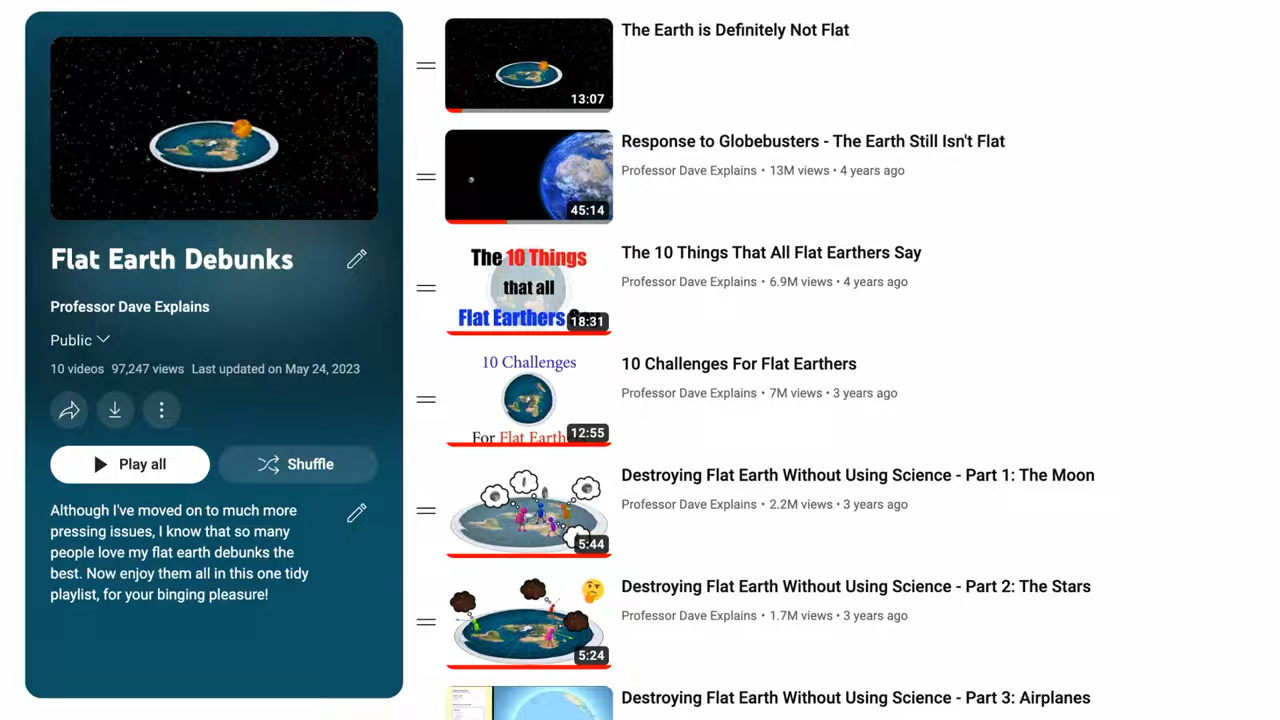 Flat Earth Debunks
Professor Dave Explains
Public
10 videos 97,247 views Last updated on May 24, 2023
Play all
Shuffle
Although I've moved on to much more
pressing issues, I know that so many
people love my flat earth debunks the
best. Now enjoy them all in this one tidy
playlist, for your binging pleasure!
13:07
The Earth is Definitely Not Flat
45:14
Response to Globebusters - The Earth Still Isn't Flat
Professor Dave Explains • 13M views • 4 years ago
The 10 Things
that all
Flat Earthers
18:31
The 10 Things That All Flat Earthers Say
Professor Dave Explains • 6.9M views • 4 years ago
10 Challenges
For Flat Earth
12:55
10 Challenges For Flat Earthers
Professor Dave Explains • 7M views • 3 years ago
5:44
Destroying Flat Earth Without Using Science - Part 1: The Moon
Professor Dave Explains • 2.2M views • 3 years ago
5:24
Destroying Flat Earth Without Using Science - Part 2: The Stars
Professor Dave Explains • 1.7M views • 3 years ago
Destroying Flat Earth Without Using Science - Part 3: Airplanes